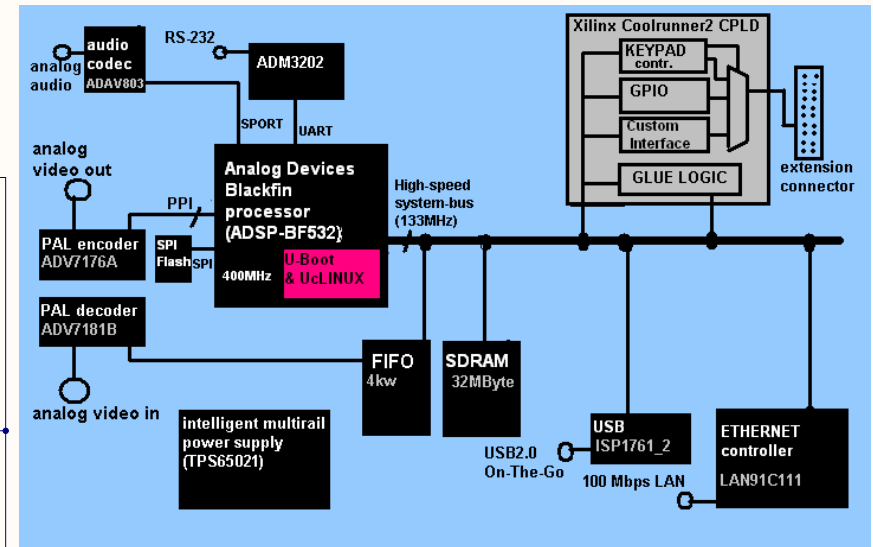 Xilinx Coolrunner2 CPLD
audio
codec
ADAV803
analog
audio
RS-232
ADM3202
KEYPAD
contr.
GPIO
Custom
Interface
GLUE LOGIC
extension
connector
SPORT
UART
analog
video out
Analog Devices
Blackfin
processor
(ADSP-BF532)
400MHz
U-Boot
& UcLINUX
High-speed
system-bus
(133MHz)
PPI
PAL encoder
ADV7176A
SPI
Flash
SPI
PAL decoder
ADV7181B
analog video in
FIFO
4kw
SDRAM
32MByte
intelligent multirail
power supply
(TPS65021)
USB
ISP1761_2
USB2.0
On-The-Go
ETHERNET
controller
LAN91C111
100 Mbps LAN